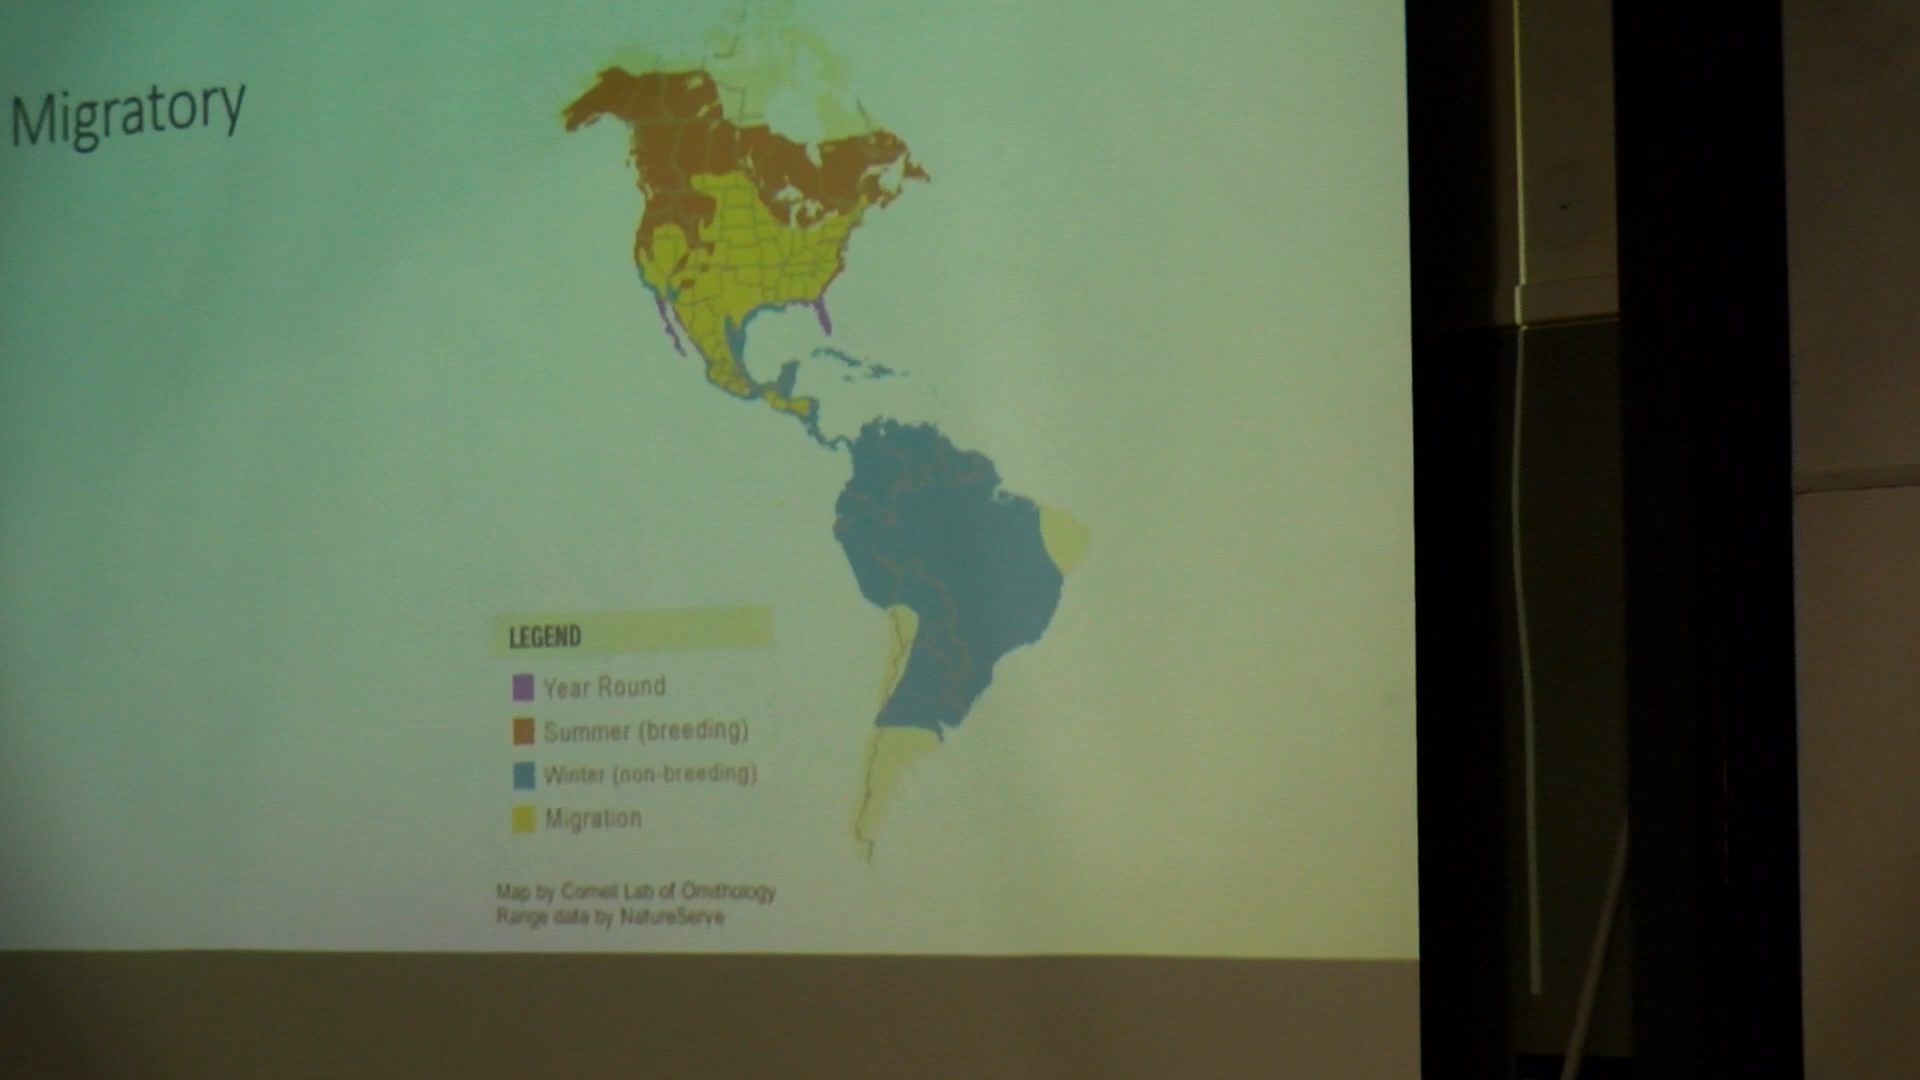 Migratory
LEGEND
Year Round
Summer (breeding)
Winter (non-breeding)
Migration
Map by Cornell Lab of Ornithology
Range data by NatureServe